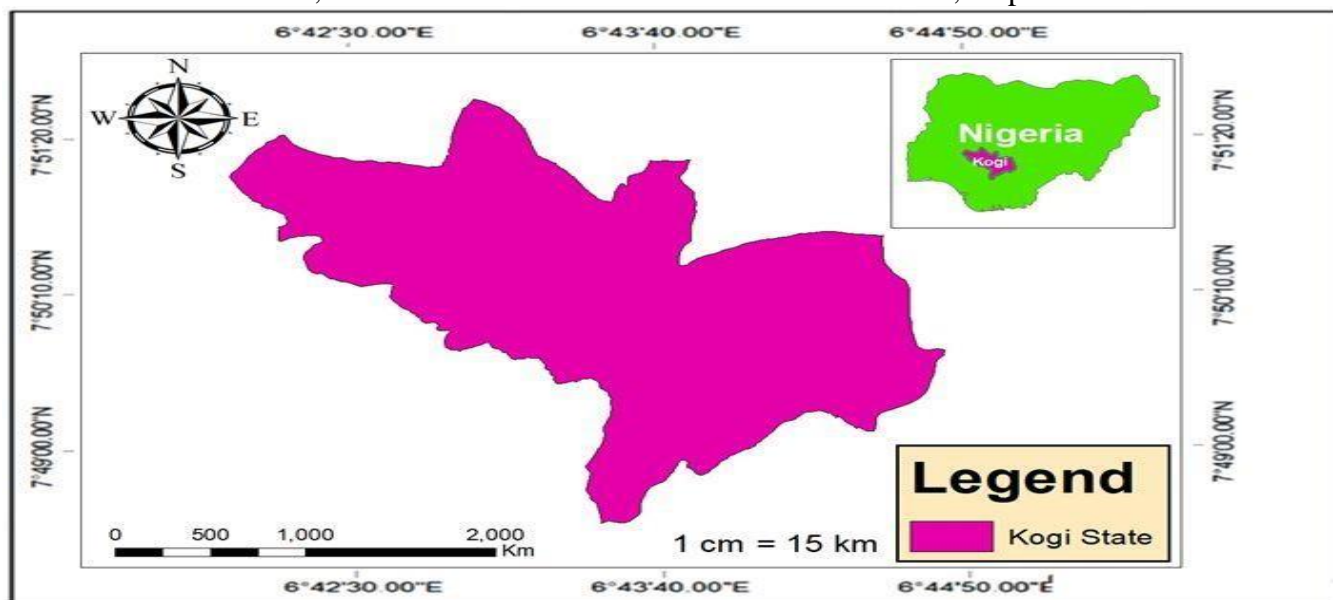 6°42'30.00"E 6°43'40.00"E 6°44'50.00"E
N
W E
S
7°51'20.00"N
7°50'10.00"N
7°49'00.00"N
Nigeria
Kogi
7°51'20.00"N
7°50'10.00"N
7°49'00.00"N
0 500 1,000 2,000
Km
1 cm = 15 km
Legend
Kogi State
6°42'30.00"E 6°43'40.00"E 6°44'50.00"E